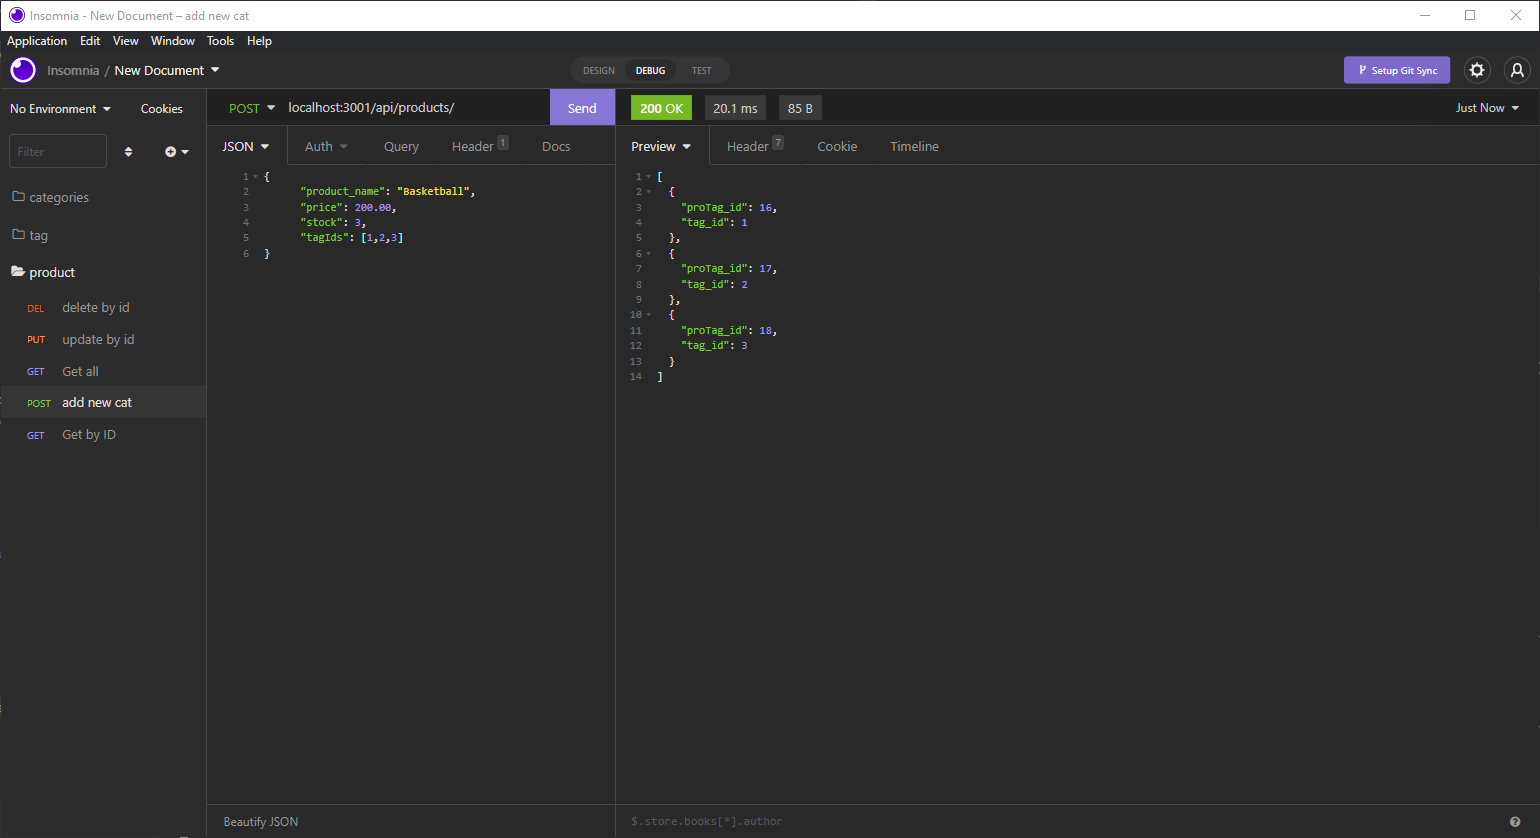 Insomnia - New Document – add new cat
Application Edit View Window Tools Help
Insomnia / New Document
DESIGN DEBUG TEST
Setup Git Sync
No Environment Cookies
POST localhost:3001/api/products/ Send
200 OK 20.1 ms 85 B Just Now
Filter
JSON Auth Query Header 1 Docs
Preview Header 7 Cookie Timeline
categories
tag
product
DEL delete by id
PUT update by id
GET Get all
POST add new cat
GET Get by ID
1 {
2 "product_name": "Basketball",
3 "price": 200.00,
4 "stock": 3,
5 "tagIds": [1,2,3]
6 }
1 [
2 {
3 "proTag_id": 16,
4 "tag_id": 1
5 },
6 {
7 "proTag_id": 17,
8 "tag_id": 2
9 },
10 {
11 "proTag_id": 18,
12 "tag_id": 3
13 }
14 ]
Beautify JSON
$.store.books[*].author